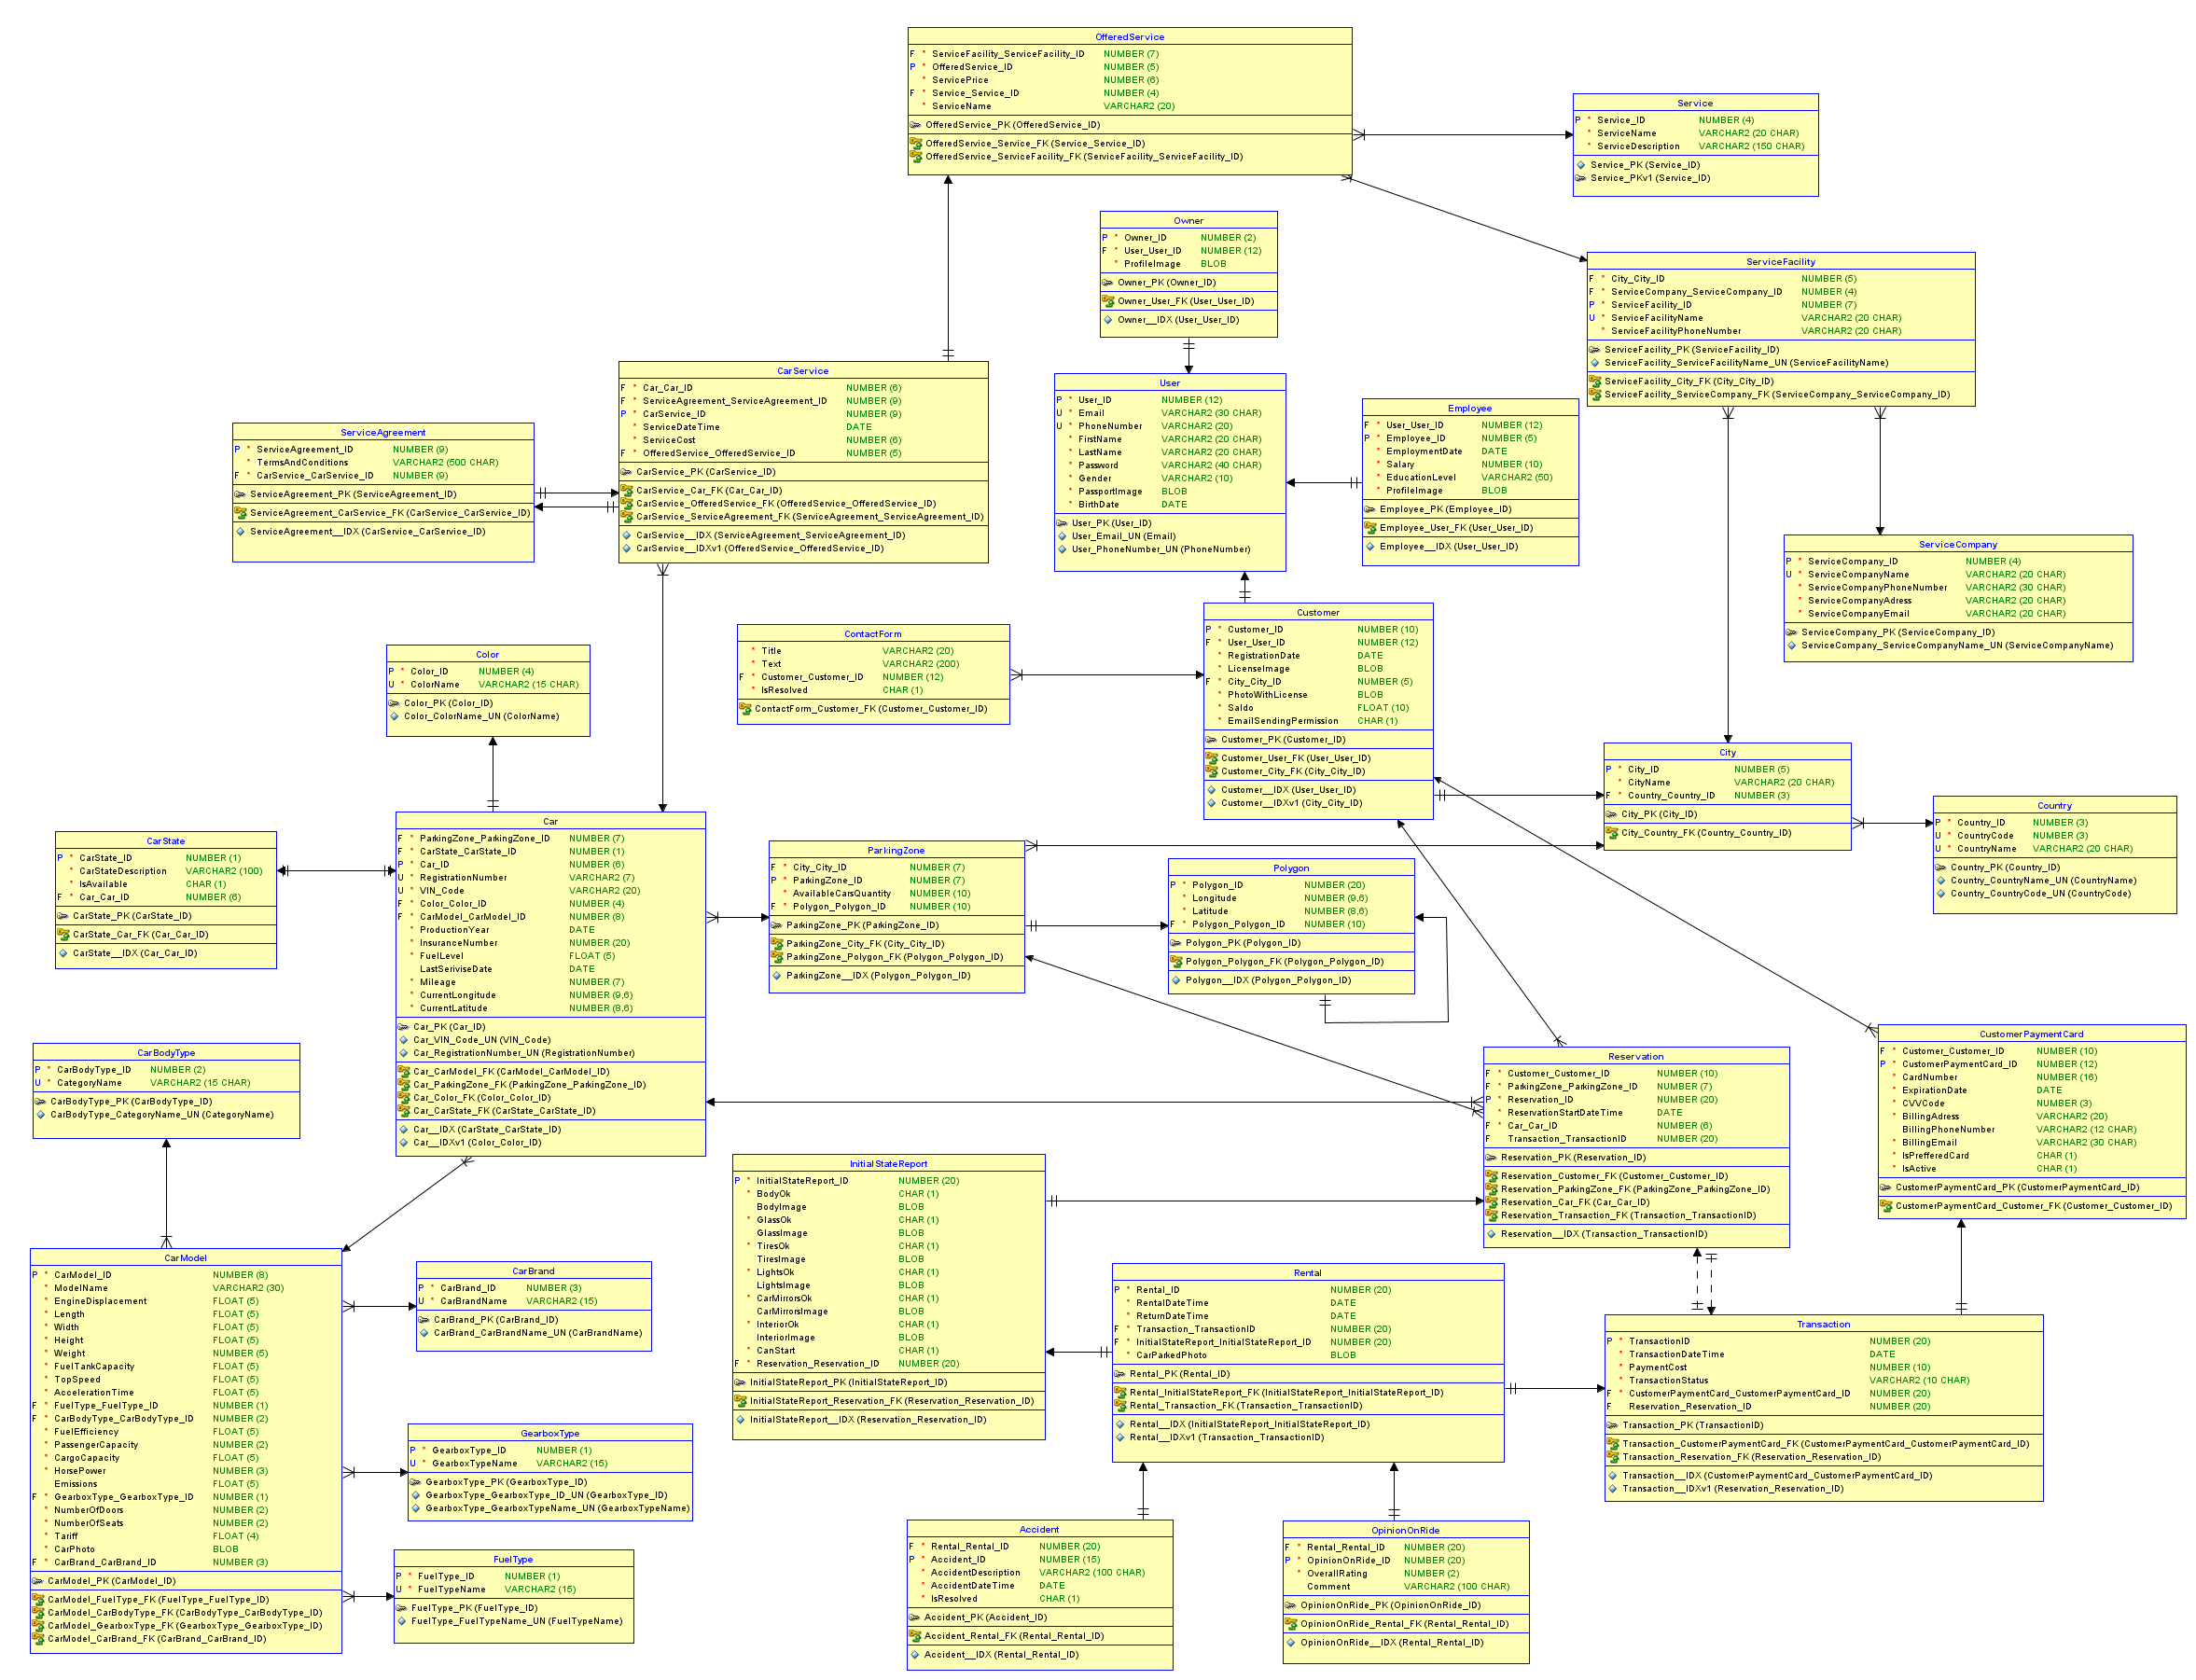 OfferedService
F * ServiceFacility_ServiceFacility_ID NUMBER (7)
P * OfferedService_ID NUMBER (5)
* ServicePrice NUMBER (6)
F * Service_Service_ID NUMBER (4)
* ServiceName VARCHAR2 (20)
OfferedService_PK (OfferedService_ID)
OfferedService_Service_FK (Service_Service_ID)
OfferedService_ServiceFacility_FK (ServiceFacility_ServiceFacility_ID)
Service
P * Service_ID NUMBER (4)
* ServiceName VARCHAR2 (20 CHAR)
* ServiceDescription VARCHAR2 (150 CHAR)
Service_PK (Service_ID)
Service_PKv1 (Service_ID)
Owner
P * Owner_ID NUMBER (2)
F * User_User_ID NUMBER (12)
* ProfileImage BLOB
Owner_PK (Owner_ID)
Owner_User_FK (User_User_ID)
Owner__IDX (User_User_ID)
ServiceFacility
F * City_City_ID NUMBER (5)
F * ServiceCompany_ServiceCompany_ID NUMBER (4)
P * ServiceFacility_ID NUMBER (7)
U * ServiceFacilityName VARCHAR2 (20 CHAR)
* ServiceFacilityPhoneNumber VARCHAR2 (20 CHAR)
ServiceFacility_PK (ServiceFacility_ID)
ServiceFacility_ServiceFacilityName_UN (ServiceFacilityName)
ServiceFacility_City_FK (City_City_ID)
ServiceFacility_ServiceCompany_FK (ServiceCompany_ServiceCompany_ID)
CarService
F * Car_Car_ID NUMBER (6)
F * ServiceAgreement_ServiceAgreement_ID NUMBER (9)
P * CarService_ID NUMBER (9)
* ServiceDateTime DATE
* ServiceCost NUMBER (6)
F * OfferedService_OfferedService_ID NUMBER (5)
CarService_PK (CarService_ID)
CarService_Car_FK (Car_Car_ID)
CarService_OfferedService_FK (OfferedService_OfferedService_ID)
CarService_ServiceAgreement_FK (ServiceAgreement_ServiceAgreement_ID)
CarService__IDX (ServiceAgreement_ServiceAgreement_ID)
CarService__IDXv1 (OfferedService_OfferedService_ID)
User
P * User_ID NUMBER (12)
U * Email VARCHAR2 (30 CHAR)
U * PhoneNumber VARCHAR2 (20)
* FirstName VARCHAR2 (20 CHAR)
* LastName VARCHAR2 (20 CHAR)
* Password VARCHAR2 (40 CHAR)
* Gender VARCHAR2 (10)
* PassportImage BLOB
* BirthDate DATE
User_PK (User_ID)
User_Email_UN (Email)
User_PhoneNumber_UN (PhoneNumber)
Employee
F * User_User_ID NUMBER (12)
P * Employee_ID NUMBER (5)
* EmploymentDate DATE
* Salary NUMBER (10)
* EducationLevel VARCHAR2 (50)
* ProfileImage BLOB
Employee_PK (Employee_ID)
Employee_User_FK (User_User_ID)
Employee__IDX (User_User_ID)
ServiceAgreement
P * ServiceAgreement_ID NUMBER (9)
* TermsAndConditions VARCHAR2 (500 CHAR)
F * CarService_CarService_ID NUMBER (9)
ServiceAgreement_PK (ServiceAgreement_ID)
ServiceAgreement_CarService_FK (CarService_CarService_ID)
ServiceAgreement__IDX (CarService_CarService_ID)
ServiceCompany
P * ServiceCompany_ID NUMBER (4)
U * ServiceCompanyName VARCHAR2 (20 CHAR)
* ServiceCompanyPhoneNumber VARCHAR2 (30 CHAR)
* ServiceCompanyAdress VARCHAR2 (20 CHAR)
* ServiceCompanyEmail VARCHAR2 (20 CHAR)
ServiceCompany_PK (ServiceCompany_ID)
ServiceCompany_ServiceCompanyName_UN (ServiceCompanyName)
Customer
P * Customer_ID NUMBER (10)
F * User_User_ID NUMBER (12)
* RegistrationDate DATE
* LicenseImage BLOB
F * City_City_ID NUMBER (5)
* PhotoWithLicense BLOB
* Saldo FLOAT (10)
* EmailSendingPermission CHAR (1)
Customer_PK (Customer_ID)
Customer_User_FK (User_User_ID)
Customer_City_FK (City_City_ID)
Customer__IDX (User_User_ID)
Customer__IDXv1 (City_City_ID)
ContactForm
* Title VARCHAR2 (20)
* Text VARCHAR2 (200)
F * Customer_Customer_ID NUMBER (12)
* IsResolved CHAR (1)
ContactForm_Customer_FK (Customer_Customer_ID)
Color
P * Color_ID NUMBER (4)
U * ColorName VARCHAR2 (15 CHAR)
Color_PK (Color_ID)
Color_ColorName_UN (ColorName)
City
P * City_ID NUMBER (5)
* CityName VARCHAR2 (20 CHAR)
F * Country_Country_ID NUMBER (3)
City_PK (City_ID)
City_Country_FK (Country_Country_ID)
Country
P * Country_ID NUMBER (3)
U * CountryCode NUMBER (3)
U * CountryName VARCHAR2 (20 CHAR)
Country_PK (Country_ID)
Country_CountryName_UN (CountryName)
Country_CountryCode_UN (CountryCode)
Car
F * ParkingZone_ParkingZone_ID NUMBER (7)
F * CarState_CarState_ID NUMBER (1)
P * Car_ID NUMBER (6)
U * RegistrationNumber VARCHAR2 (7)
U * VIN_Code VARCHAR2 (20)
F * Color_Color_ID NUMBER (4)
F * CarModel_CarModel_ID NUMBER (8)
* ProductionYear DATE
* InsuranceNumber NUMBER (20)
* FuelLevel FLOAT (5)
LastSeriviseDate DATE
* Mileage NUMBER (7)
* CurrentLongitude NUMBER (9,6)
* CurrentLatitude NUMBER (8,6)
Car_PK (Car_ID)
Car_VIN_Code_UN (VIN_Code)
Car_RegistrationNumber_UN (RegistrationNumber)
Car_CarModel_FK (CarModel_CarModel_ID)
Car_ParkingZone_FK (ParkingZone_ParkingZone_ID)
Car_Color_FK (Color_Color_ID)
Car_CarState_FK (CarState_CarState_ID)
Car__IDX (CarState_CarState_ID)
Car__IDXv1 (Color_Color_ID)
CarState
P * CarState_ID NUMBER (1)
* CarStateDescription VARCHAR2 (100)
* IsAvailable CHAR (1)
F * Car_Car_ID NUMBER (6)
CarState_PK (CarState_ID)
CarState_Car_FK (Car_Car_ID)
CarState__IDX (Car_Car_ID)
ParkingZone
F * City_City_ID NUMBER (7)
P * ParkingZone_ID NUMBER (7)
* AvailableCarsQuantity NUMBER (10)
F * Polygon_Polygon_ID NUMBER (10)
ParkingZone_PK (ParkingZone_ID)
ParkingZone_City_FK (City_City_ID)
ParkingZone_Polygon_FK (Polygon_Polygon_ID)
ParkingZone__IDX (Polygon_Polygon_ID)
Polygon
P * Polygon_ID NUMBER (20)
* Longitude NUMBER (9,6)
* Latitude NUMBER (8,6)
F * Polygon_Polygon_ID NUMBER (10)
Polygon_PK (Polygon_ID)
Polygon_Polygon_FK (Polygon_Polygon_ID)
Polygon__IDX (Polygon_Polygon_ID)
CarBodyType
P * CarBodyType_ID NUMBER (2)
U * CategoryName VARCHAR2 (15 CHAR)
CarBodyType_PK (CarBodyType_ID)
CarBodyType_CategoryName_UN (CategoryName)
Reservation
F * Customer_Customer_ID NUMBER (10)
F * ParkingZone_ParkingZone_ID NUMBER (7)
P * Reservation_ID NUMBER (20)
* ReservationStartDateTime DATE
F * Car_Car_ID NUMBER (6)
F Transaction_TransactionID NUMBER (20)
Reservation_PK (Reservation_ID)
Reservation_Customer_FK (Customer_Customer_ID)
Reservation_ParkingZone_FK (ParkingZone_ParkingZone_ID)
Reservation_Car_FK (Car_Car_ID)
Reservation_Transaction_FK (Transaction_TransactionID)
Reservation__IDX (Transaction_TransactionID)
CustomerPaymentCard
F * Customer_Customer_ID NUMBER (10)
P * CustomerPaymentCard_ID NUMBER (12)
* CardNumber NUMBER (16)
* ExpirationDate DATE
* CVVCode NUMBER (3)
* BillingAdress VARCHAR2 (20)
BillingPhoneNumber VARCHAR2 (12 CHAR)
* BillingEmail VARCHAR2 (30 CHAR)
* IsPrefferedCard CHAR (1)
* IsActive CHAR (1)
CustomerPaymentCard_PK (CustomerPaymentCard_ID)
CustomerPaymentCard_Customer_FK (Customer_Customer_ID)
InitialStateReport
P * InitialStateReport_ID NUMBER (20)
* BodyOk CHAR (1)
BodyImage BLOB
* GlassOk CHAR (1)
GlassImage BLOB
* TiresOk CHAR (1)
TiresImage BLOB
* LightsOk CHAR (1)
LightsImage BLOB
* CarMirrorsOk CHAR (1)
CarMirrorsImage BLOB
* InteriorOk CHAR (1)
InteriorImage BLOB
* CanStart CHAR (1)
F * Reservation_Reservation_ID NUMBER (20)
InitialStateReport_PK (InitialStateReport_ID)
InitialStateReport_Reservation_FK (Reservation_Reservation_ID)
InitialStateReport__IDX (Reservation_Reservation_ID)
CarModel
P * CarModel_ID NUMBER (8)
* ModelName VARCHAR2 (30)
* EngineDisplacement FLOAT (5)
* Length FLOAT (5)
* Width FLOAT (5)
* Height FLOAT (5)
* Weight NUMBER (5)
* FuelTankCapacity FLOAT (5)
* TopSpeed FLOAT (5)
* AccelerationTime FLOAT (5)
F * FuelType_FuelType_ID NUMBER (1)
F * CarBodyType_CarBodyType_ID NUMBER (2)
* FuelEfficiency FLOAT (5)
* PassengerCapacity NUMBER (2)
* CargoCapacity FLOAT (5)
* HorsePower NUMBER (3)
Emissions FLOAT (5)
F * GearboxType_GearboxType_ID NUMBER (1)
* NumberOfDoors NUMBER (2)
* NumberOfSeats NUMBER (2)
* Tariff FLOAT (4)
* CarPhoto BLOB
F * CarBrand_CarBrand_ID NUMBER (3)
CarModel_PK (CarModel_ID)
CarModel_FuelType_FK (FuelType_FuelType_ID)
CarModel_CarBodyType_FK (CarBodyType_CarBodyType_ID)
CarModel_GearboxType_FK (GearboxType_GearboxType_ID)
CarModel_CarBrand_FK (CarBrand_CarBrand_ID)
CarBrand
P * CarBrand_ID NUMBER (3)
U * CarBrandName VARCHAR2 (15)
CarBrand_PK (CarBrand_ID)
CarBrand_CarBrandName_UN (CarBrandName)
Rental
P * Rental_ID NUMBER (20)
* RentalDateTime DATE
* ReturnDateTime DATE
F * Transaction_TransactionID NUMBER (20)
F * InitialStateReport_InitialStateReport_ID NUMBER (20)
* CarParkedPhoto BLOB
Rental_PK (Rental_ID)
Rental_InitialStateReport_FK (InitialStateReport_InitialStateReport_ID)
Rental_Transaction_FK (Transaction_TransactionID)
Rental__IDX (InitialStateReport_InitialStateReport_ID)
Rental__IDXv1 (Transaction_TransactionID)
Transaction
P * TransactionID NUMBER (20)
* TransactionDateTime DATE
* PaymentCost NUMBER (10)
* TransactionStatus VARCHAR2 (10 CHAR)
F * CustomerPaymentCard_CustomerPaymentCard_ID NUMBER (20)
F Reservation_Reservation_ID NUMBER (20)
Transaction_PK (TransactionID)
Transaction_CustomerPaymentCard_FK (CustomerPaymentCard_CustomerPaymentCard_ID)
Transaction_Reservation_FK (Reservation_Reservation_ID)
Transaction__IDX (CustomerPaymentCard_CustomerPaymentCard_ID)
Transaction__IDXv1 (Reservation_Reservation_ID)
GearboxType
P * GearboxType_ID NUMBER (1)
U * GearboxTypeName VARCHAR2 (15)
GearboxType_PK (GearboxType_ID)
GearboxType_GearboxType_ID_UN (GearboxType_ID)
GearboxType_GearboxTypeName_UN (GearboxTypeName)
FuelType
P * FuelType_ID NUMBER (1)
U * FuelTypeName VARCHAR2 (15)
FuelType_PK (FuelType_ID)
FuelType_FuelTypeName_UN (FuelTypeName)
Accident
F * Rental_Rental_ID NUMBER (20)
P * Accident_ID NUMBER (15)
* AccidentDescription VARCHAR2 (100 CHAR)
* AccidentDateTime DATE
* IsResolved CHAR (1)
Accident_PK (Accident_ID)
Accident_Rental_FK (Rental_Rental_ID)
Accident__IDX (Rental_Rental_ID)
OpinionOnRide
F * Rental_Rental_ID NUMBER (20)
P * OpinionOnRide_ID NUMBER (20)
* OverallRating NUMBER (2)
Comment VARCHAR2 (100 CHAR)
OpinionOnRide_PK (OpinionOnRide_ID)
OpinionOnRide_Rental_FK (Rental_Rental_ID)
OpinionOnRide__IDX (Rental_Rental_ID)